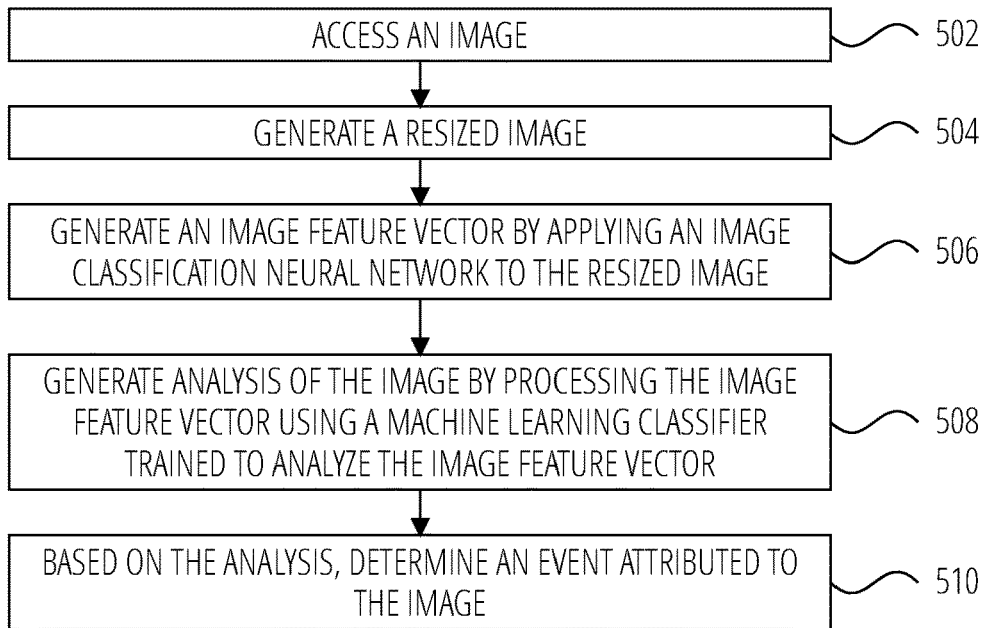 ACCESS AN IMAGE
502
GENERATE A RESIZED IMAGE
504
GENERATE AN IMAGE FEATURE VECTOR BY APPLYING AN IMAGE
CLASSIFICATION NEURAL NETWORK TO THE RESIZED IMAGE
506
GENERATE ANALYSIS OF THE IMAGE BY PROCESSING THE IMAGE
FEATURE VECTOR USING A MACHINE LEARNING CLASSIFIER
TRAINED TO ANALYZE THE IMAGE FEATURE VECTOR
508
BASED ON THE ANALYSIS, DETERMINE AN EVENT ATTRIBUTED TO
THE IMAGE
510